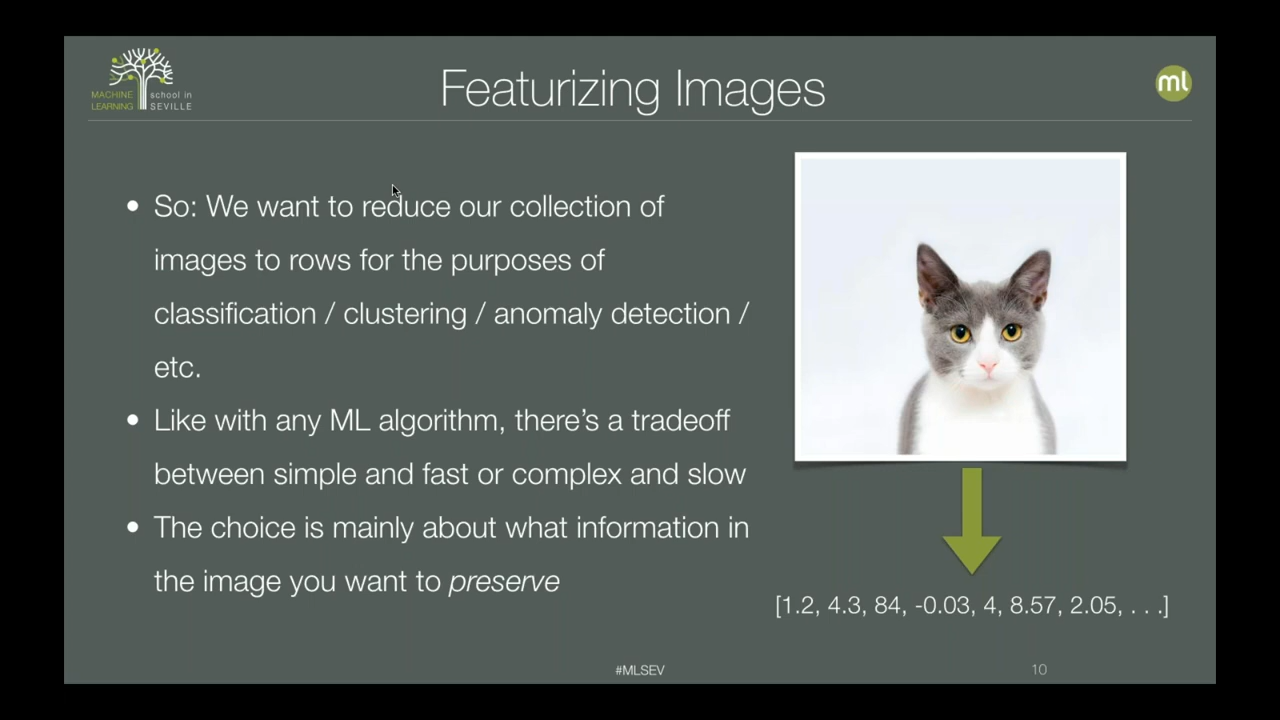 MACHINE school in
LEARNING SEVILLE
Featurizing Images
ml
• So: We want to reduce our collection of
images to rows for the purposes of
classification / clustering / anomaly detection /
etc.
• Like with any ML algorithm, there’s a tradeoff
between simple and fast or complex and slow
• The choice is mainly about what information in
the image you want to preserve
[1.2, 4.3, 84, -0.03, 4, 8.57, 2.05, . . .]
#MLSEV
10